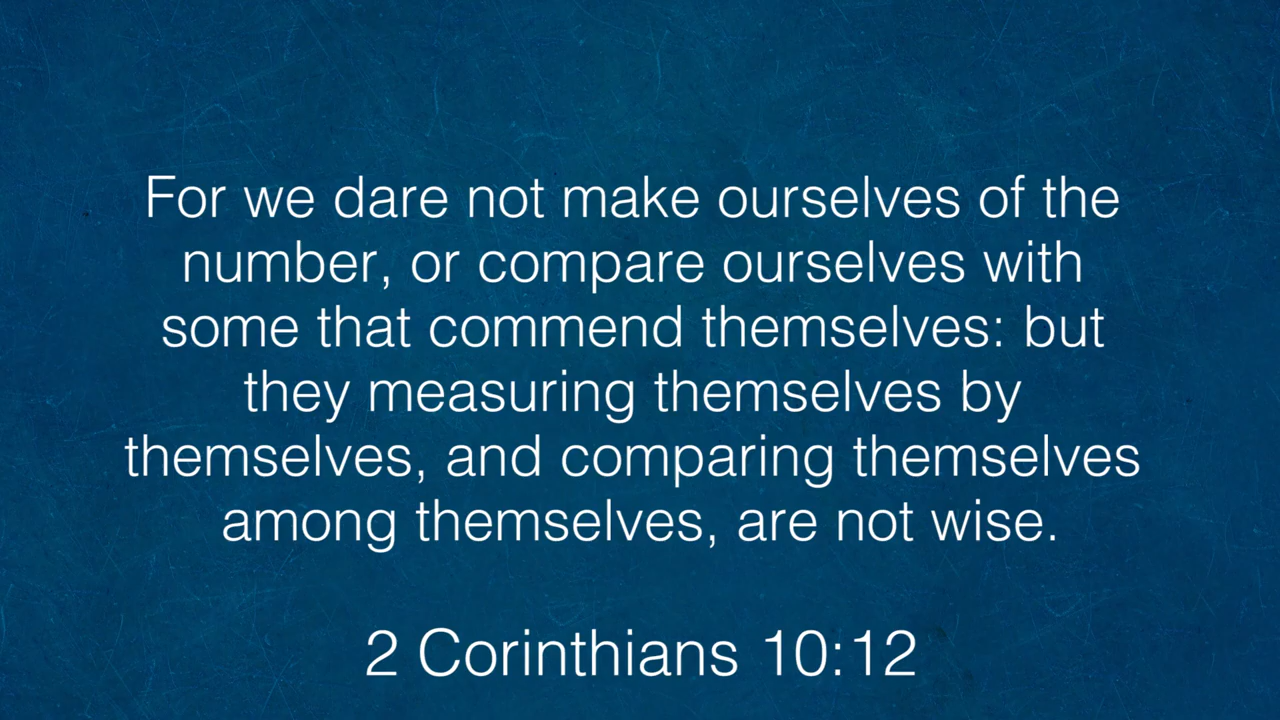 For we dare not make ourselves of the
number, or compare ourselves with
some that commend themselves: but
they measuring themselves by
themselves, and comparing themselves
among themselves, are not wise.
2 Corinthians 10:12